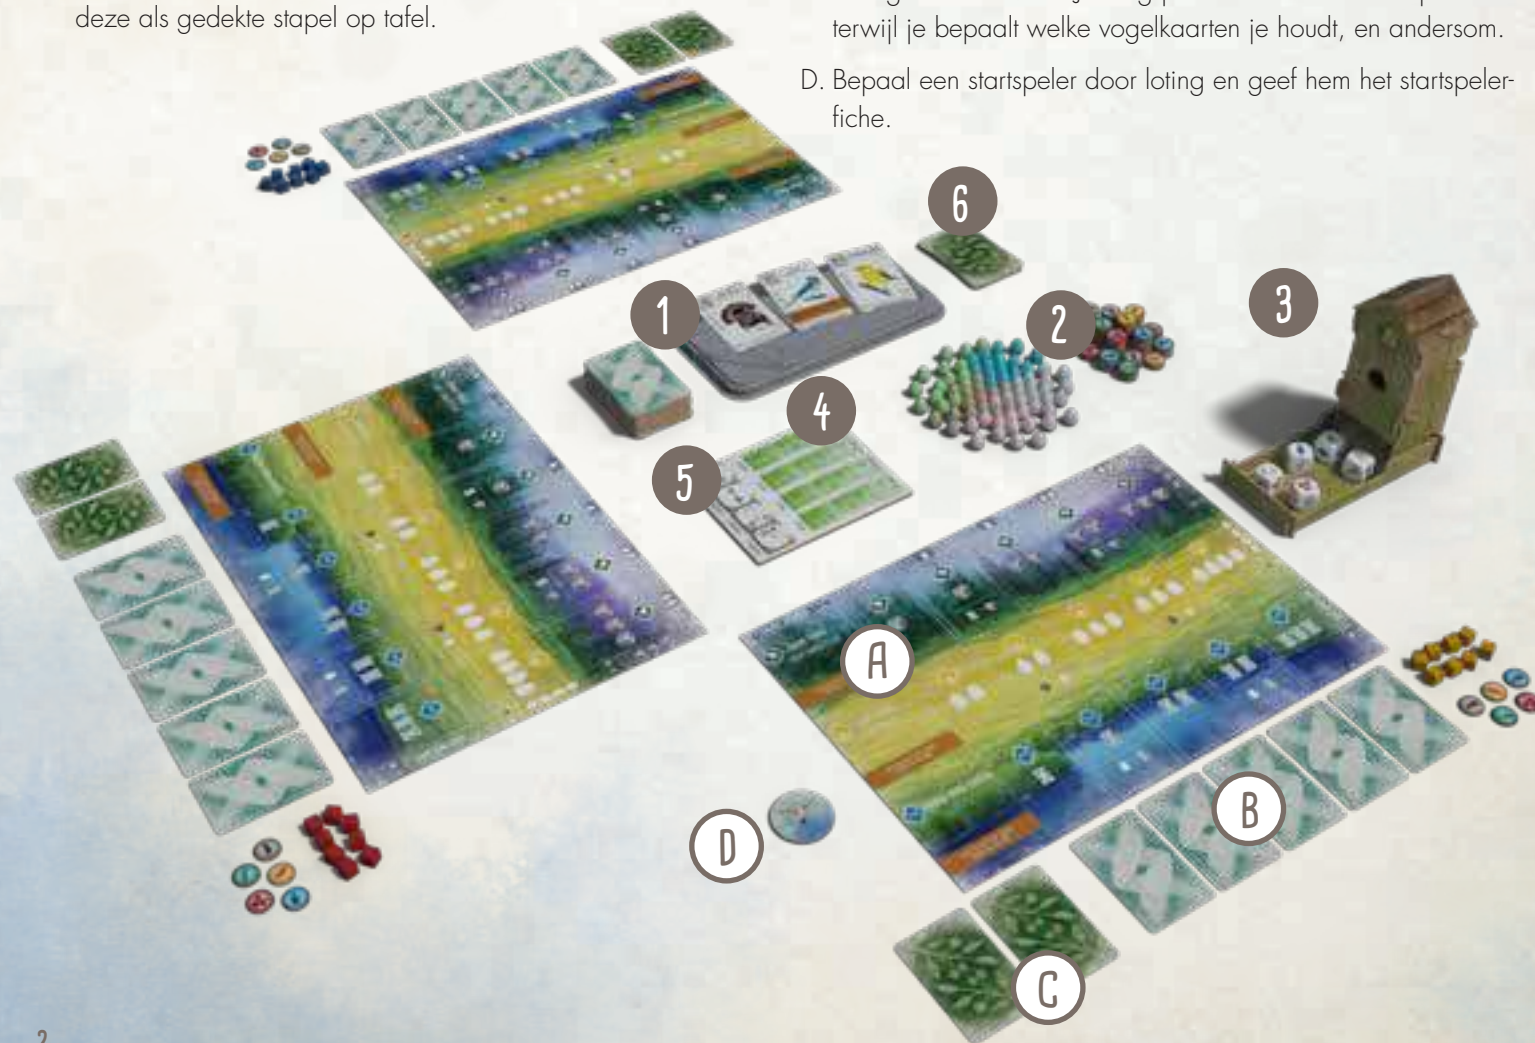 deze als gedekte stapel op tafel.
terwijl je bepaalt welke vogelkaarten je houdt, en andersom.
D. Bepaal een startspeler door loting en geef hem het startspeler-
fiche.
6
1
2
3
4
5
A
B
D
C
2